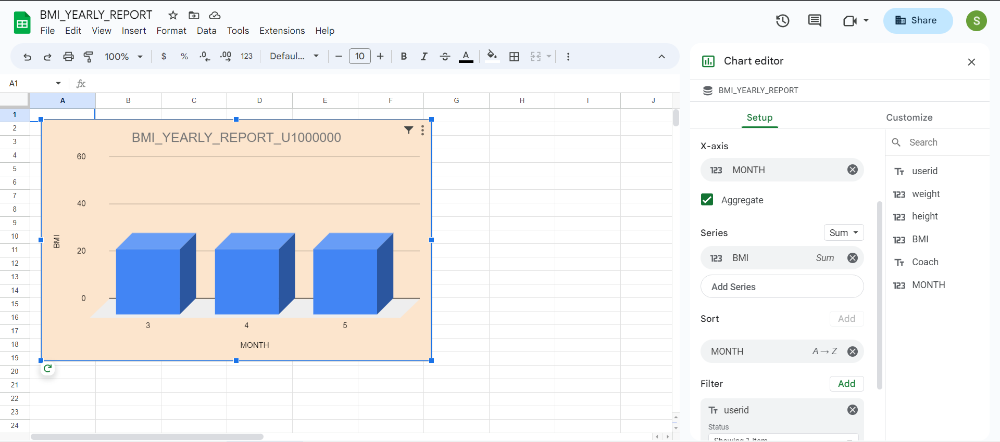 BMI_YEARLY_REPORT
File Edit View Insert Format Data Tools Extensions Help
Share
S
100% $ % .0 .00 123 Defaul... 10 B I A
A1 fx
A B C D E F G H I J
1
2
3
4
5
6
7
8
9
10
11
12
13
14
15
16
17
18
19
20
21
22
23
24
BMI_YEARLY_REPORT_U1000000
60
40
20
0
BMI
3 4 5
MONTH
Chart editor
BMI_YEARLY_REPORT
Setup Customize
X-axis
123 MONTH
Aggregate
Series Sum
123 BMI Sum
Add Series
Sort Add
MONTH A→Z
Filter Add
Tт userid
Status
Showing 1 item
Search
Tт userid
123 weight
123 height
123 BMI
Tт Coach
123 MONTH